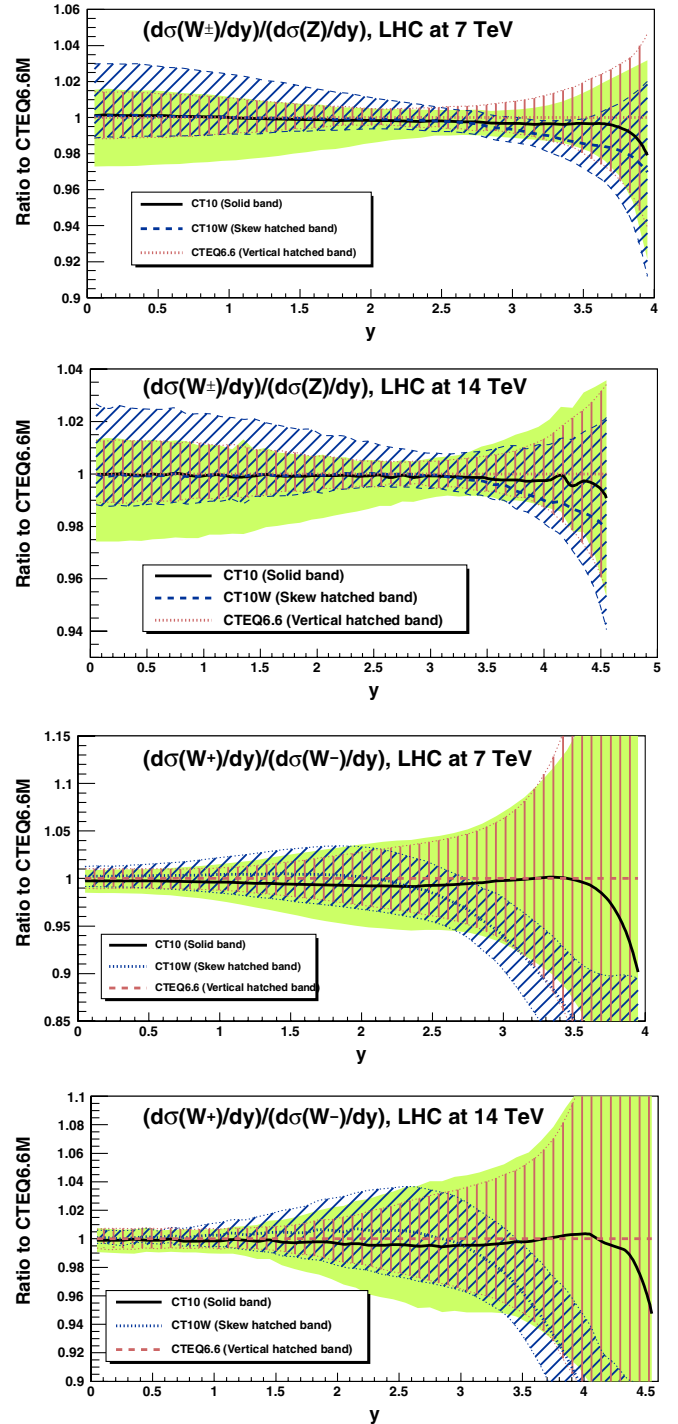 (dσ(W±)/dy)/(dσ(Z)/dy), LHC at 7 TeV
Ratio to CTEQ6.6M
1.06
1.04
1.02
1
0.98
0.96
0.94
0.92
0.9
CT10 (Solid band)
CT10W (Skew hatched band)
CTEQ6.6 (Vertical hatched band)
0 0.5 1 1.5 2 2.5 3 3.5 4
y
(dσ(W±)/dy)/(dσ(Z)/dy), LHC at 14 TeV
Ratio to CTEQ6.6M
1.04
1.02
1
0.98
0.96
0.94
CT10 (Solid band)
CT10W (Skew hatched band)
CTEQ6.6 (Vertical hatched band)
0 0.5 1 1.5 2 2.5 3 3.5 4 4.5 5
y
(dσ(W+)/dy)/(dσ(W−)/dy), LHC at 7 TeV
Ratio to CTEQ6.6M
1.15
1.1
1.05
1
0.95
0.9
0.85
CT10 (Solid band)
CT10W (Skew hatched band)
CTEQ6.6 (Vertical hatched band)
0 0.5 1 1.5 2 2.5 3 3.5 4
y
(dσ(W+)/dy)/(dσ(W−)/dy), LHC at 14 TeV
Ratio to CTEQ6.6M
1.1
1.08
1.06
1.04
1.02
1
0.98
0.96
0.94
0.92
0.9
CT10 (Solid band)
CT10W (Skew hatched band)
CTEQ6.6 (Vertical hatched band)
0 0.5 1 1.5 2 2.5 3 3.5 4 4.5
y